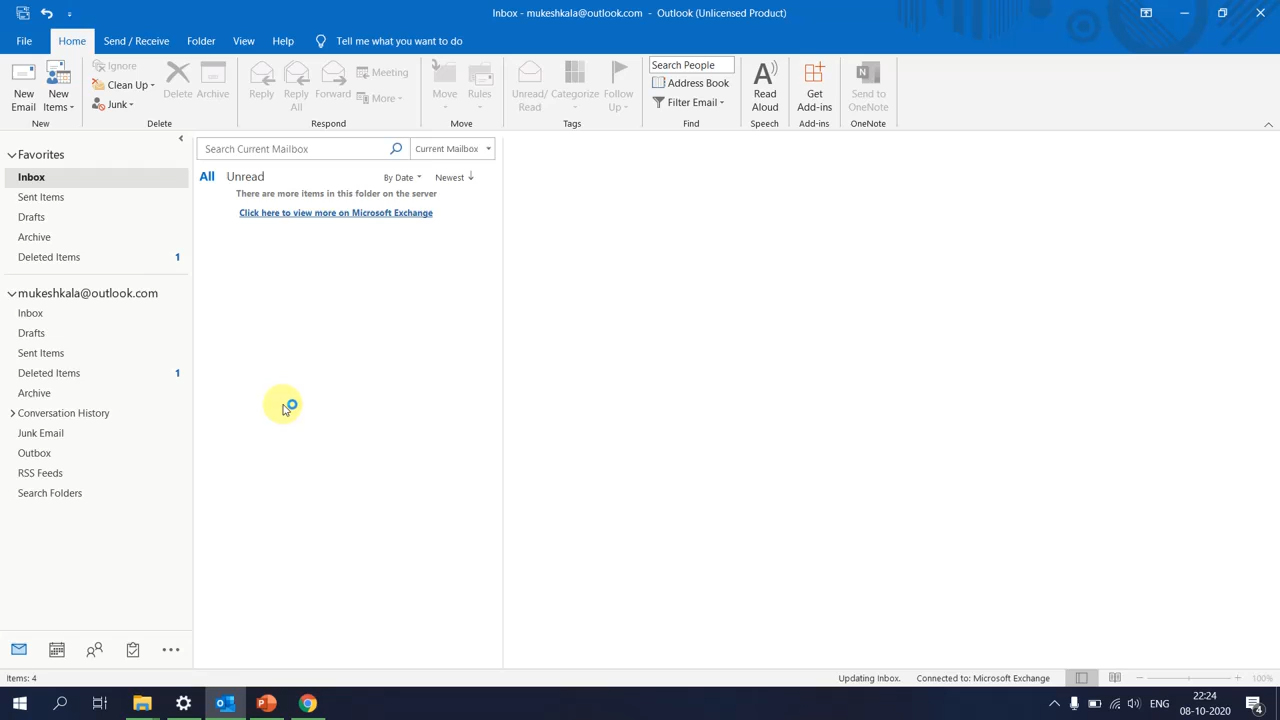 Inbox - mukeshkala@outlook.com - Outlook (Unlicensed Product)
File Home Send / Receive Folder View Help Tell me what you want to do
New Email
New Items
Ignore
Clean Up
Junk
Delete
Archive
Reply
Reply All
Forward
Meeting
More
Move
Rules
Unread/ Read
Categorize
Follow Up
Search People
Address Book
Filter Email
Read Aloud
Get Add-ins
Send to OneNote
New Delete Respond Move Tags Find Speech Add-ins OneNote
Favorites
Inbox
Sent Items
Drafts
Archive
Deleted Items 1
mukeshkala@outlook.com
Inbox
Drafts
Sent Items
Deleted Items 1
Archive
Conversation History
Junk Email
Outbox
RSS Feeds
Search Folders
Search Current Mailbox Current Mailbox
All Unread By Date Newest
There are more items in this folder on the server
Click here to view more on Microsoft Exchange
Items: 4 Updating Inbox. Connected to: Microsoft Exchange 100%
ENG 22:24
08-10-2020 4